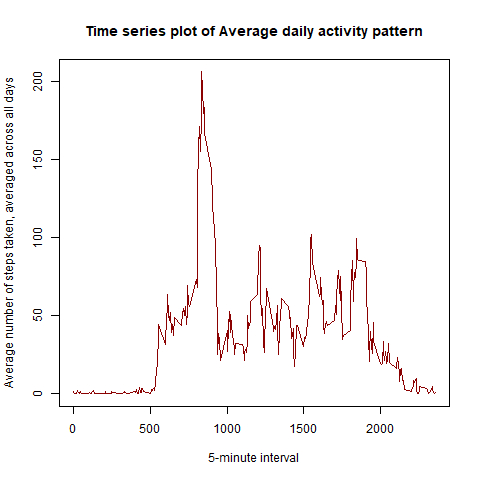 Time series plot of Average daily activity pattern
Average number of steps taken, averaged across all days
200
150
100
50
0
0 500 1000 1500 2000
5-minute interval